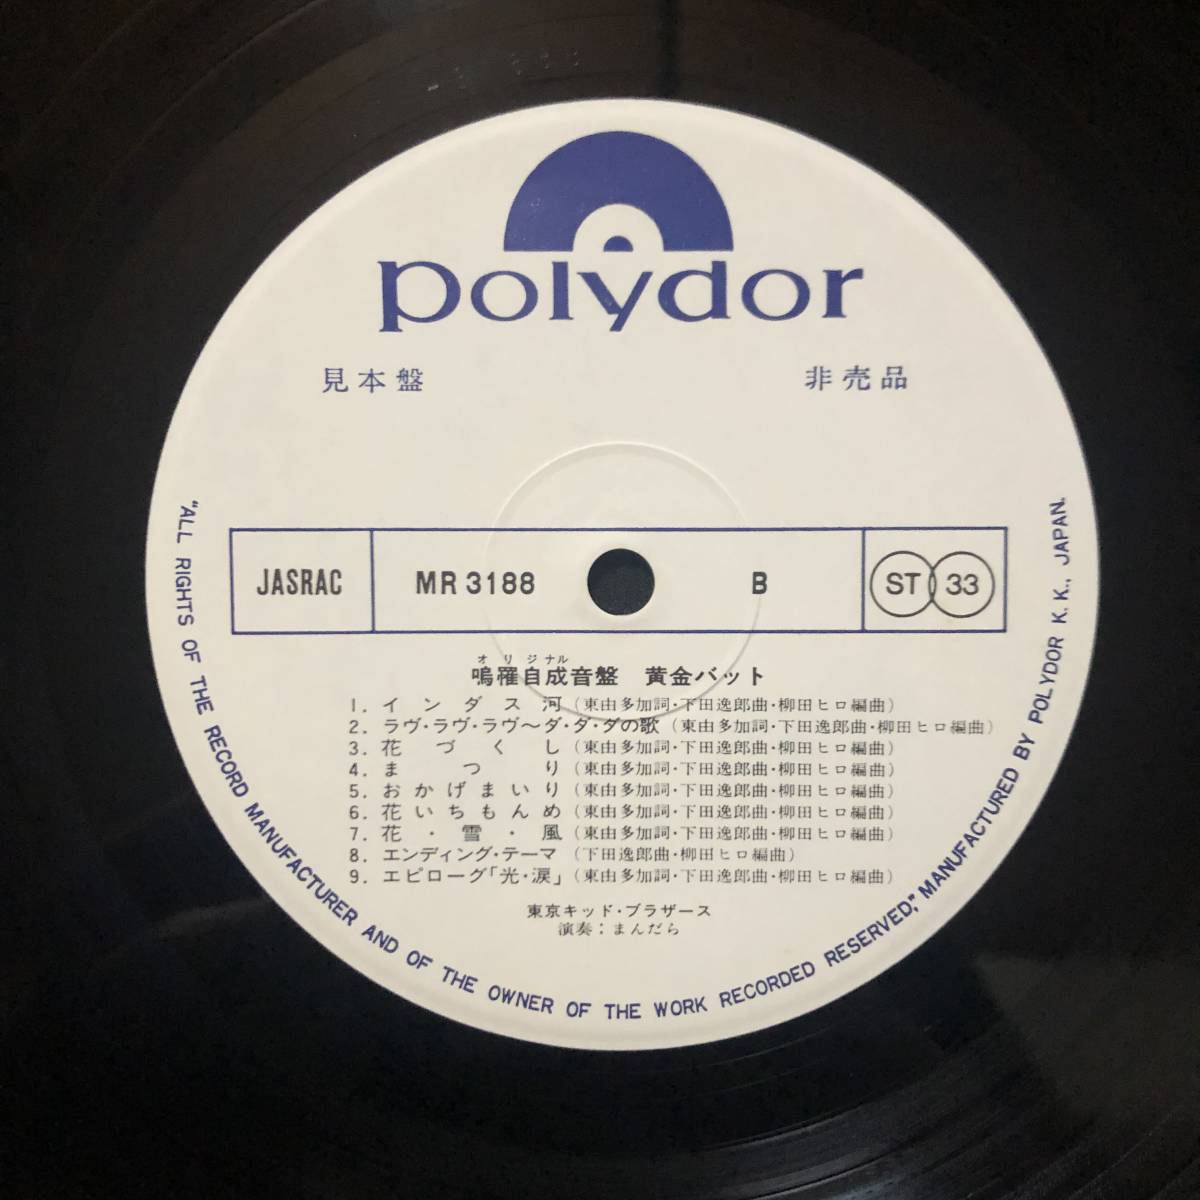 polydor
見本盤 非売品
JASRAC MR 3188 B ST 33
オリジナル
嗚罹自成音盤 黄金バット
1. インダス河（東由多加詞・下田逸郎曲・柳田ヒロ編曲）
2. ラヴ・ラヴ・ラヴ〜ダ・ダ・ダの歌（東由多加詞・下田逸郎曲・柳田ヒロ編曲）
3. 花づくし（東由多加詞・下田逸郎曲・柳田ヒロ編曲）
4. まつり（東由多加詞・下田逸郎曲・柳田ヒロ編曲）
5. おかげまいり（東由多加詞・下田逸郎曲・柳田ヒロ編曲）
6. 花いちもんめ（東由多加詞・下田逸郎曲・柳田ヒロ編曲）
7. 花・雪・風（東由多加詞・下田逸郎曲・柳田ヒロ編曲）
8. エンディング・テーマ（下田逸郎曲・柳田ヒロ編曲）
9. エピローグ「光・涙」（東由多加詞・下田逸郎曲・柳田ヒロ編曲）
東京キッド・ブラザース
演奏：まんだら
"ALL RIGHTS OF THE RECORD MANUFACTURER AND OF THE OWNER OF THE WORK RECORDED RESERVED," MANUFACTURED BY POLYDOR K. K., JAPAN.